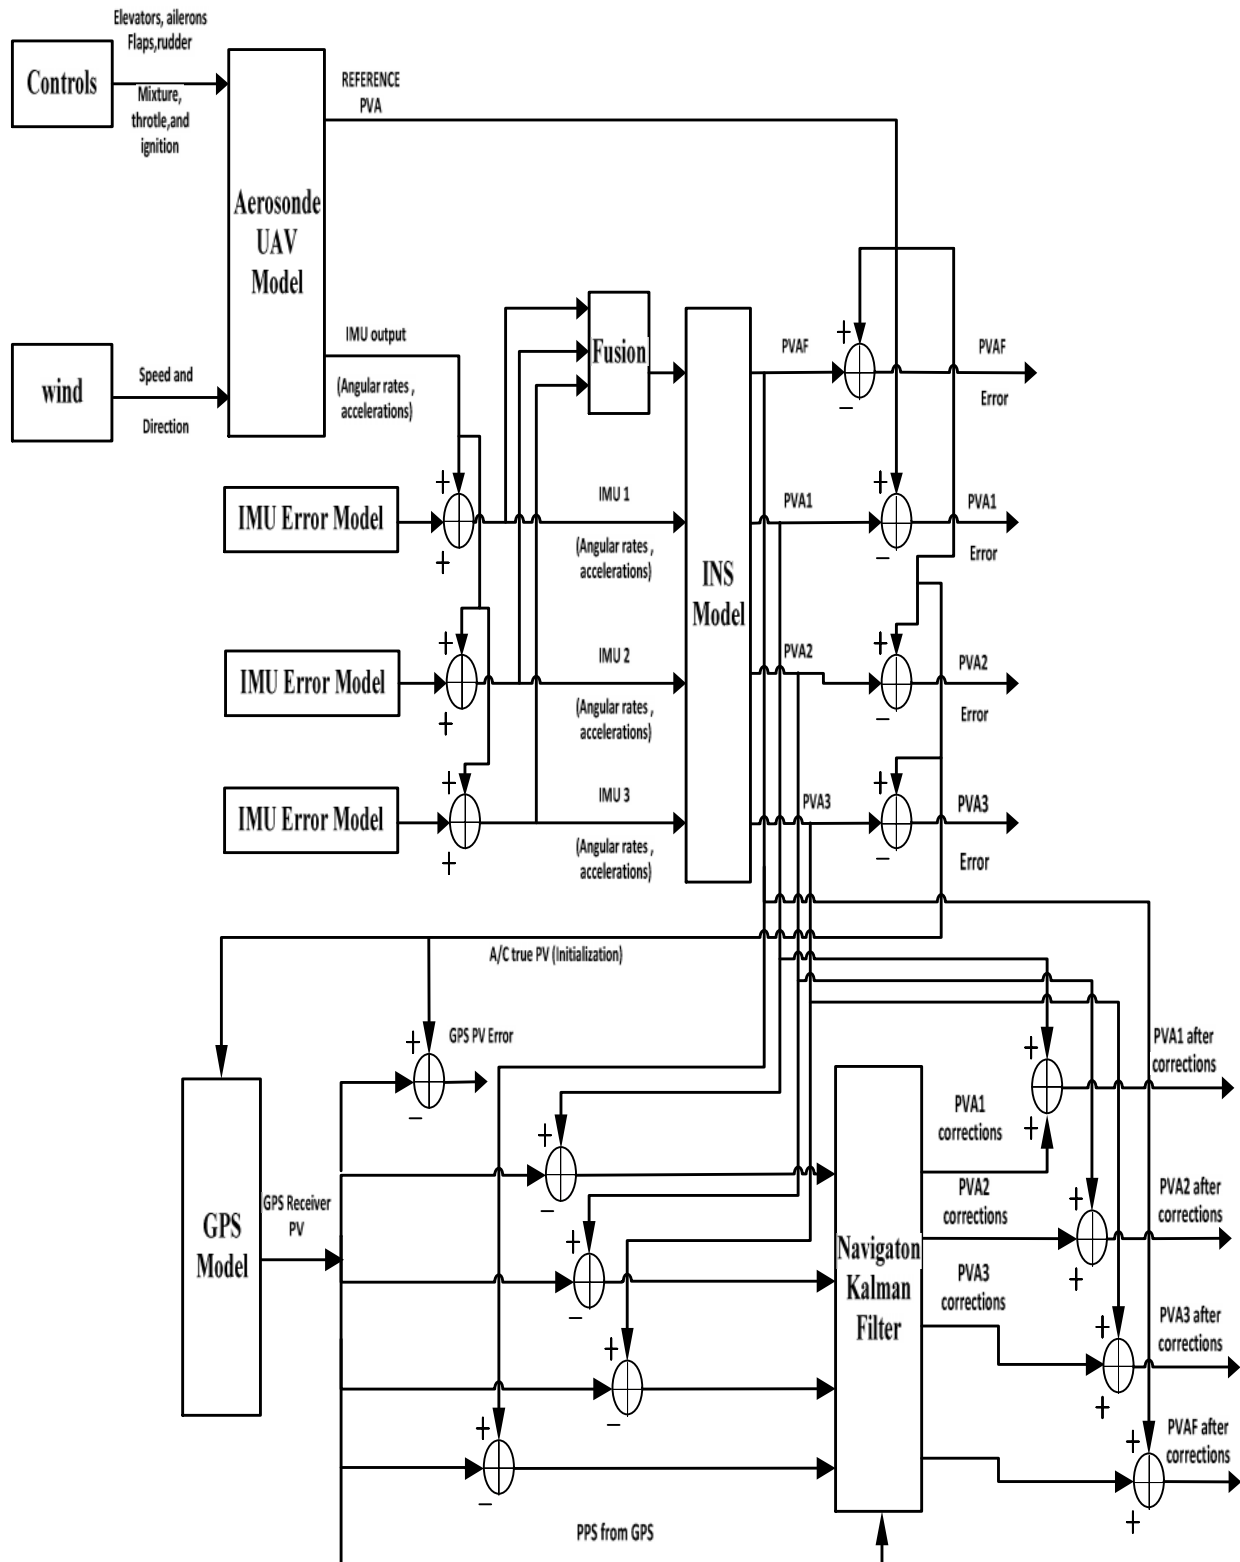 Elevators, ailerons
Flaps,rudder
Controls
Mixture,
throtle,and
ignition
REFERENCE
PVA
Aerosonde
UAV
Model
IMU output
(Angular rates ,
accelerations)
wind
Speed and
Direction
Fusion
PVAF
+
−
PVAF
Error
IMU Error Model
+
+
IMU 1
(Angular rates ,
accelerations)
INS
Model
PVA1
+
−
PVA1
Error
IMU Error Model
+
+
IMU 2
(Angular rates ,
accelerations)
PVA2
+
−
PVA2
Error
IMU Error Model
+
+
IMU 3
(Angular rates ,
accelerations)
PVA3
+
−
PVA3
Error
A/C true PV (Initialization)
+
−
GPS PV Error
GPS
Model
GPS Receiver
PV
+
−
+
−
+
−
+
−
Navigaton
Kalman
Filter
PVA1
corrections
+
+
PVA1 after
corrections
PVA2
corrections
+
+
PVA2 after
corrections
PVA3
corrections
+
+
PVA3 after
corrections
+
+
PVAF after
corrections
PPS from GPS